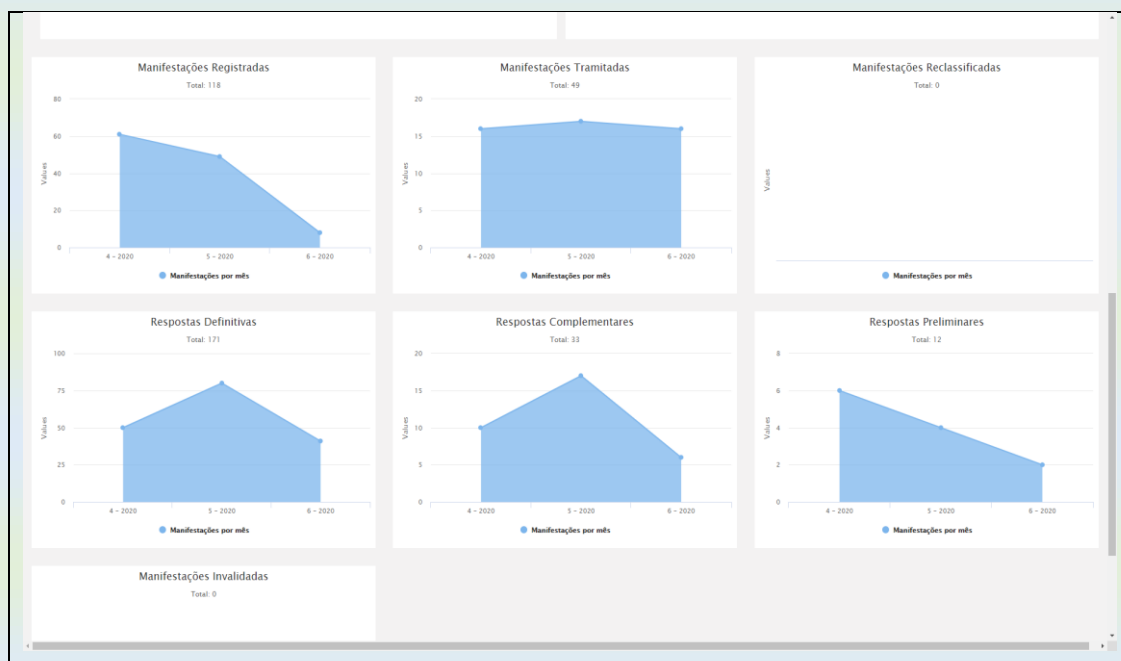 Manifestações Registradas
Total: 118
80
60
40
20
0
Values
4 - 2020
5 - 2020
6 - 2020
Manifestações por mês
Manifestações Tramitadas
Total: 49
20
15
10
5
0
Values
4 - 2020
5 - 2020
6 - 2020
Manifestações por mês
Manifestações Reclassificadas
Total: 0
Values
Manifestações por mês
Respostas Definitivas
Total: 171
100
75
50
25
0
Values
4 - 2020
5 - 2020
6 - 2020
Manifestações por mês
Respostas Complementares
Total: 33
20
15
10
5
0
Values
4 - 2020
5 - 2020
6 - 2020
Manifestações por mês
Respostas Preliminares
Total: 12
8
6
4
2
0
Values
4 - 2020
5 - 2020
6 - 2020
Manifestações por mês
Manifestações Invalidadas
Total: 0